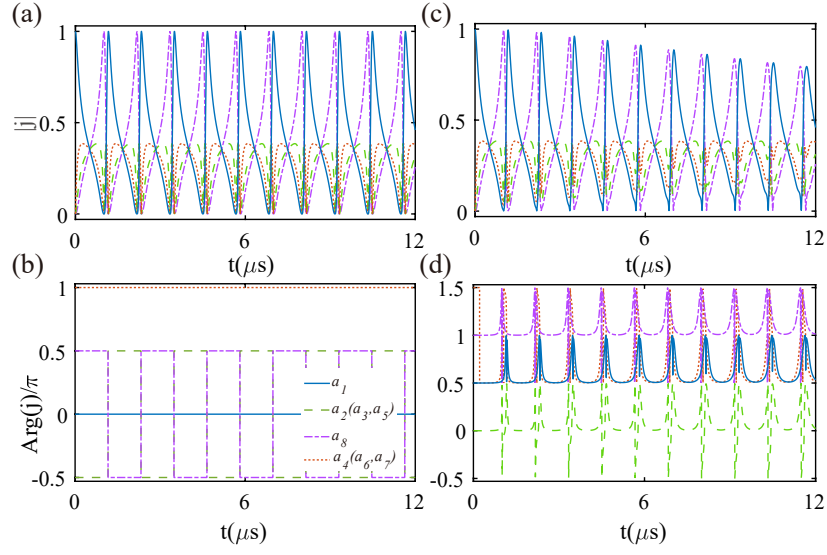 (a)
|j|
1
0.5
0
0
6
12
t(μs)
(c)
1
0.5
0
0
6
12
t(μs)
(b)
Arg(j)/π
1
0.5
0
-0.5
0
6
12
t(μs)
a1
a2(a3,a5)
a8
a4(a6,a7)
(d)
1.5
1
0.5
0
-0.5
0
6
12
t(μs)